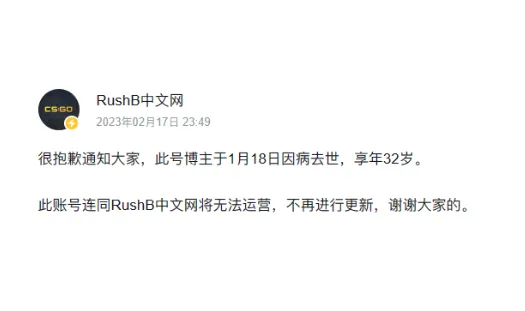 CS:GO
RushB中文网
2023年02月17日 23:49
很抱歉通知大家，此号博主于1月18日因病去世，享年32岁。
此账号连同RushB中文网将无法运营，不再进行更新，谢谢大家的。